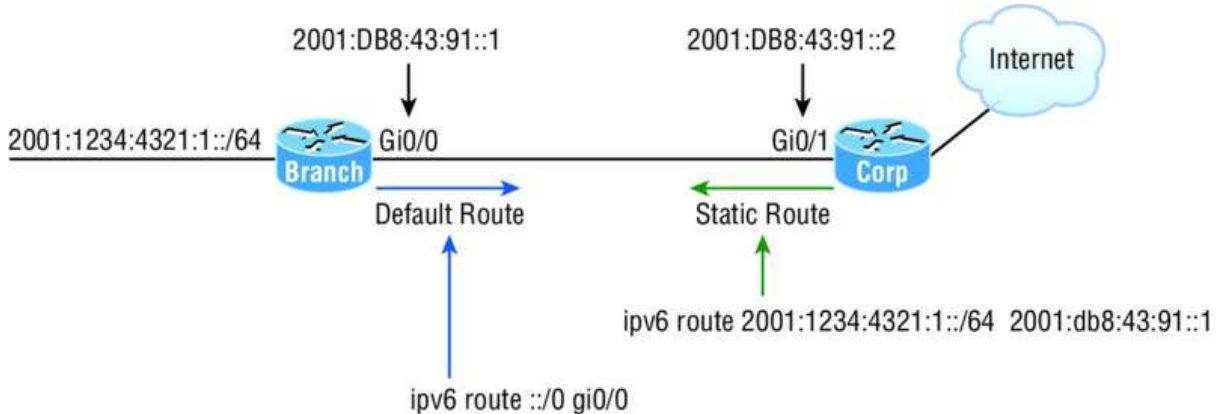 2001:DB8:43:91::1
2001:DB8:43:91::2
Internet
2001:1234:4321:1::/64
Gi0/0
Gi0/1
Branch
Corp
Default Route
Static Route
ipv6 route 2001:1234:4321:1::/64 2001:db8:43:91::1
ipv6 route ::/0 gi0/0